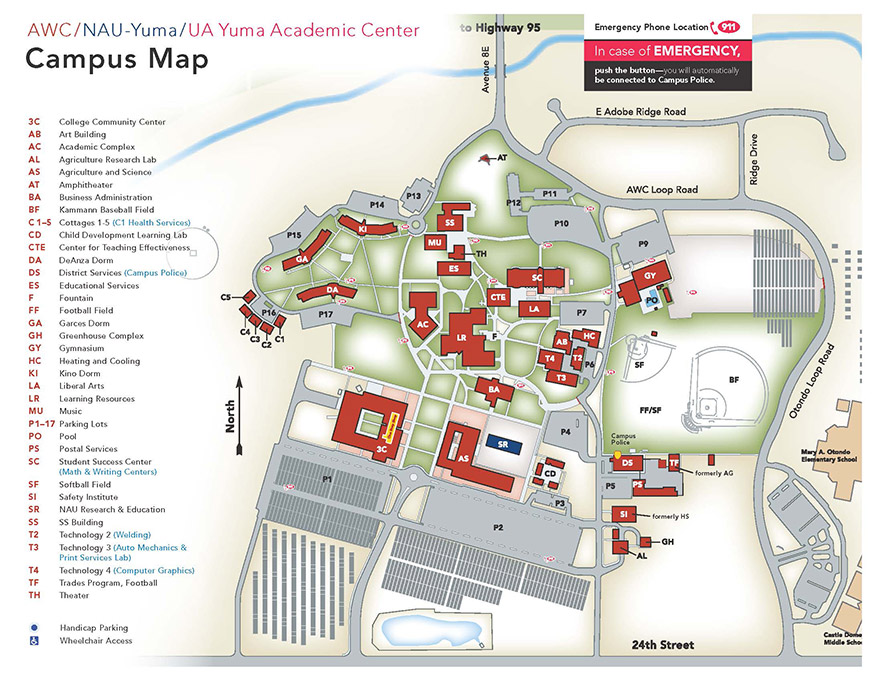 AWC/NAU-Yuma/UA Yuma Academic Center
Campus Map
to Highway 95
Emergency Phone Location 911
In case of EMERGENCY,
push the button—you will automatically
be connected to Campus Police.
3C College Community Center
AB Art Building
AC Academic Complex
AL Agriculture Research Lab
AS Agriculture and Science
AT Amphitheater
BA Business Administration
BF Kammann Baseball Field
C 1–5 Cottages 1-5 (C1 Health Services)
CD Child Development Learning Lab
CTE Center for Teaching Effectiveness
DA DeAnza Dorm
DS District Services (Campus Police)
ES Educational Services
F Fountain
FF Football Field
GA Garces Dorm
GH Greenhouse Complex
GY Gymnasium
HC Heating and Cooling
KI Kino Dorm
LA Liberal Arts
LR Learning Resources
MU Music
P1–17 Parking Lots
PO Pool
PS Postal Services
SC Student Success Center
(Math & Writing Centers)
SF Softball Field
SI Safety Institute
SR NAU Research & Education
SS SS Building
T2 Technology 2 (Welding)
T3 Technology 3 (Auto Mechanics &
Print Services Lab)
T4 Technology 4 (Computer Graphics)
TF Trades Program, Football
TH Theater
Handicap Parking
Wheelchair Access
Avenue 8E
E Adobe Ridge Road
Ridge Drive
AWC Loop Road
Otondo Loop Road
AT
P14
P13
P12
P11
P10
P15
KI
SS
MU
TH
ES
GA
P9
GY
PO
SC
CTE
LA
DA
C5
C4
C3
C2
C1
P16
P17
AC
LR
F
P7
AB
HC
T4
T2
P6
T3
SF
BF
FF/SF
BA
North
3C
AS
SR
P4
CD
Campus
Police
DS
TF
formerly AG
Mary A. Otondo
Elementary School
P1
P5
PS
P3
P2
SI
formerly HS
GH
AL
24th Street
Castle Dome
Middle School